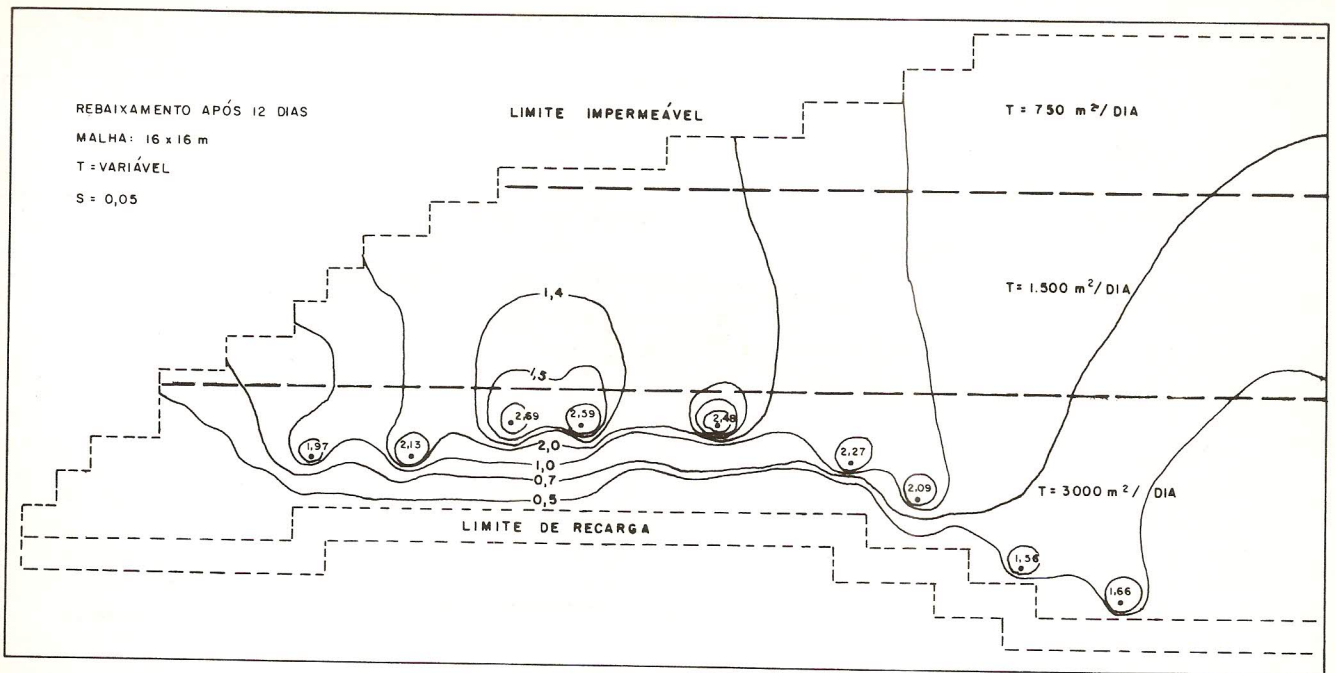 REBAIXAMENTO APÓS 12 DIAS
MALHA: 16 x 16 m
T = VARIÁVEL
S = 0,05
LIMITE IMPERMEÁVEL
T = 750 m²/DIA
T = 1.500 m²/DIA
1,4
1,5
2.69
2.59
2.48
1,97
2.13
2,0
2.27
1,0
0,7
2.09
T = 3000 m²/ DIA
0,5
LIMITE DE RECARGA
1,56
1.66